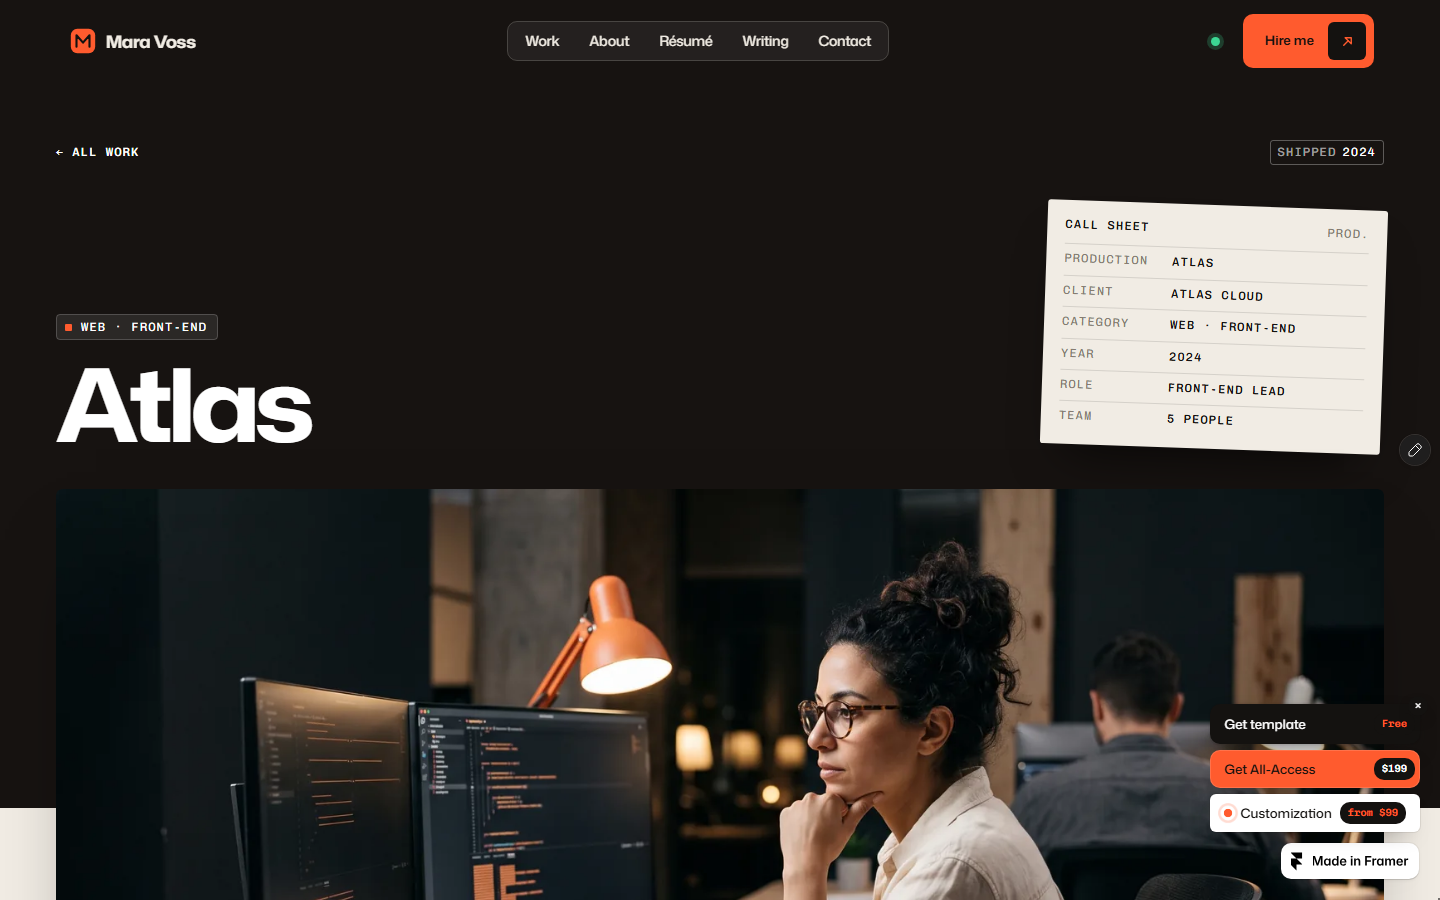 Mara Voss
Work About Résumé Writing Contact
Hire me
← ALL WORK
SHIPPED 2024
CALL SHEET PROD.
PRODUCTION ATLAS
CLIENT ATLAS CLOUD
CATEGORY WEB · FRONT-END
YEAR 2024
ROLE FRONT-END LEAD
TEAM 5 PEOPLE
WEB · FRONT-END
Atlas
Get template Free
Get All-Access $199
Customization from $99
Made in Framer